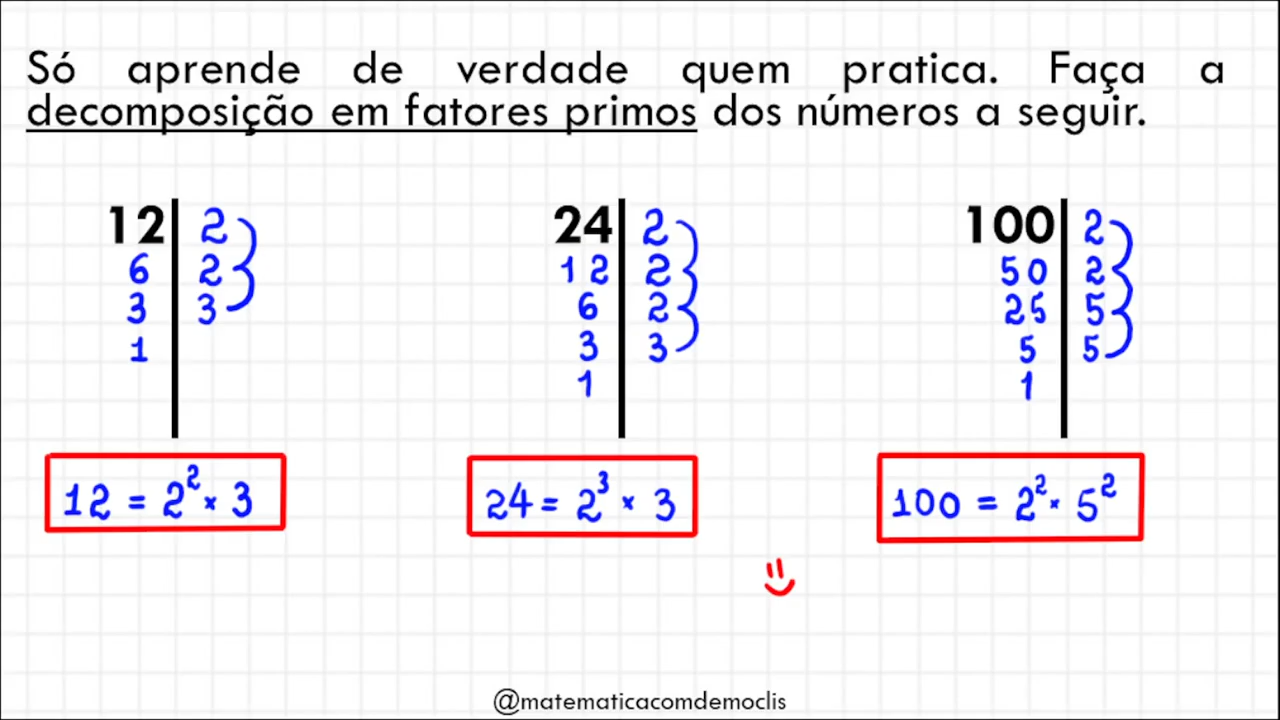 Só aprende de verdade quem pratica. Faça a
decomposição em fatores primos dos números a seguir.
12 | 2
6 | 2
3 | 3
1
12 = 2² × 3
24 | 2
12 | 2
6 | 2
3 | 3
1
24 = 2³ × 3
100 | 2
50 | 2
25 | 5
5 | 5
1
100 = 2² × 5²
@matematicacomdemoclis